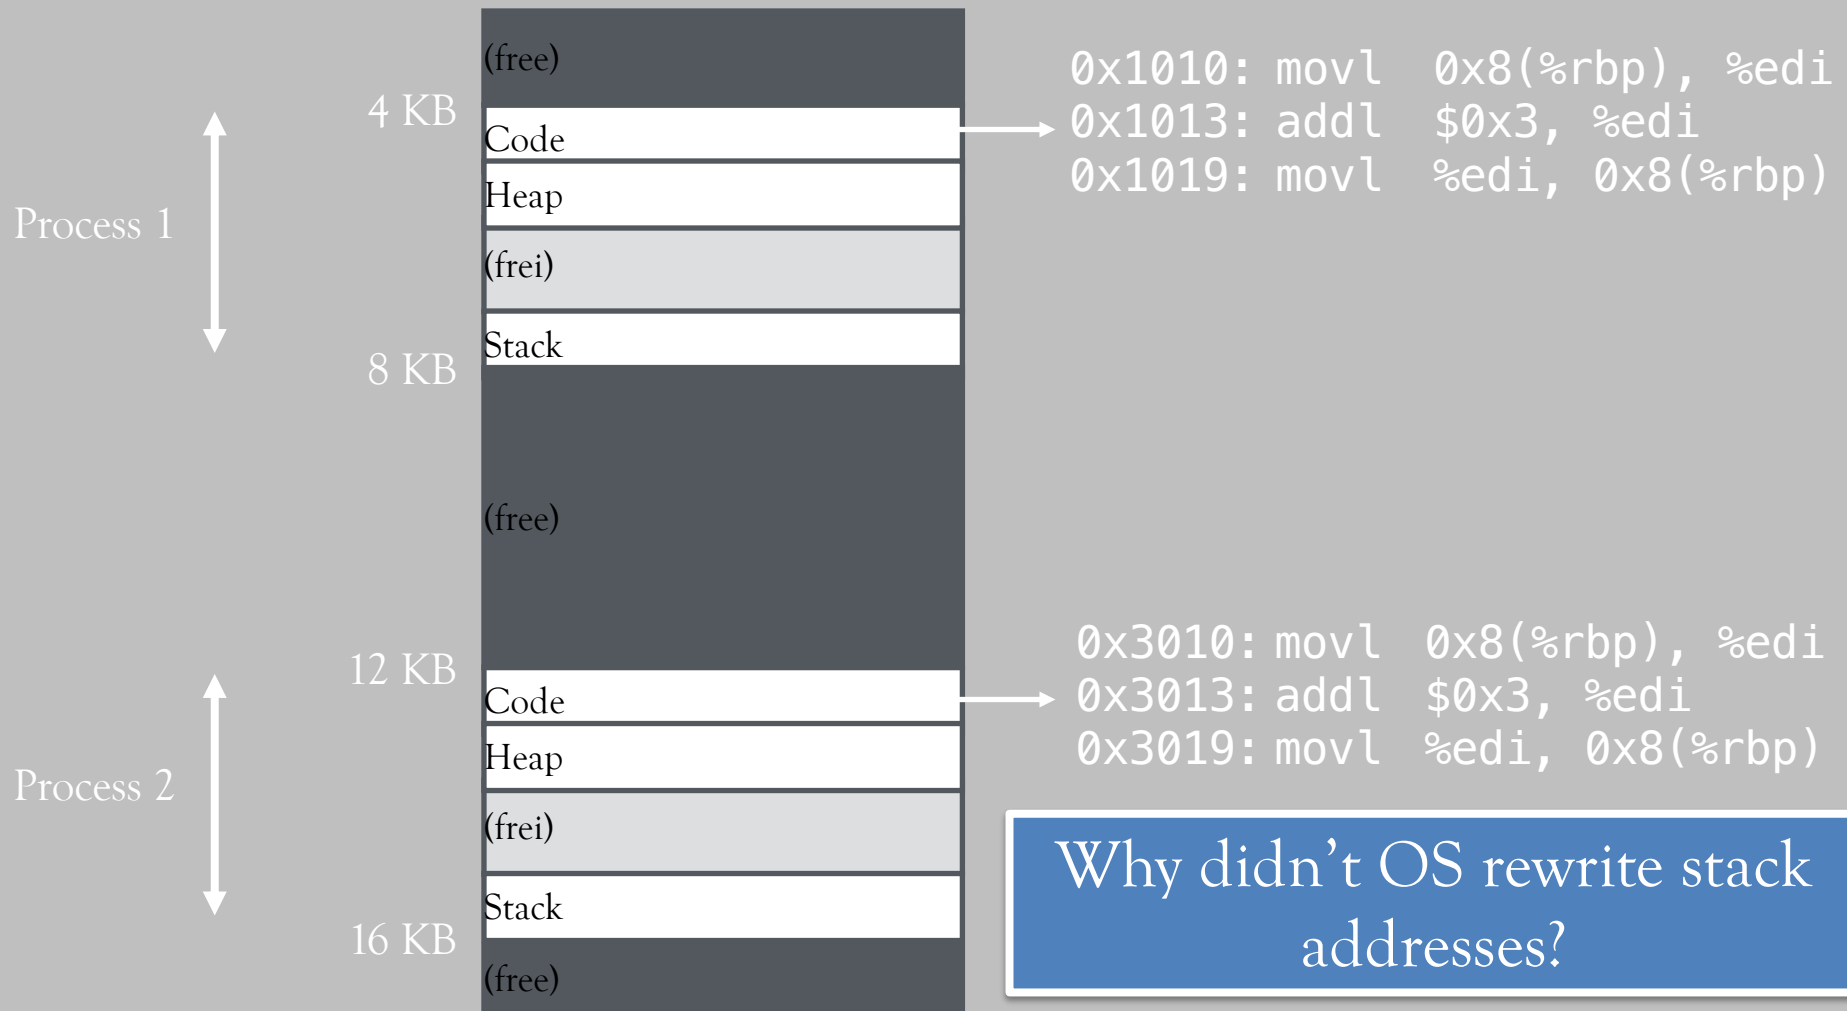 (free)
4 KB
Code
Heap
Process 1
(frei)
Stack
8 KB
(free)
12 KB
Code
Heap
Process 2
(frei)
Stack
16 KB
(free)
0x1010: movl 0x8(%rbp), %edi
0x1013: addl $0x3, %edi
0x1019: movl %edi, 0x8(%rbp)
0x3010: movl 0x8(%rbp), %edi
0x3013: addl $0x3, %edi
0x3019: movl %edi, 0x8(%rbp)
Why didn’t OS rewrite stack
addresses?